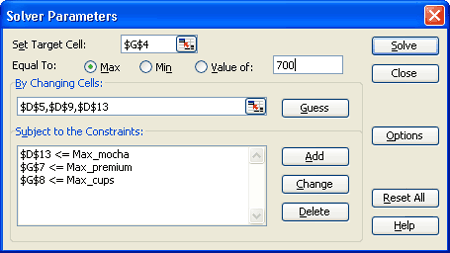 Solver Parameters
Set Target Cell: $G$4 Solve
Equal To: Max Min Value of: 700 Close
By Changing Cells:
$D$5,$D$9,$D$13 Guess
Subject to the Constraints: Options
$D$13 <= Max_mocha Add
$G$7 <= Max_premium Change
$G$8 <= Max_cups Reset All
Delete Help